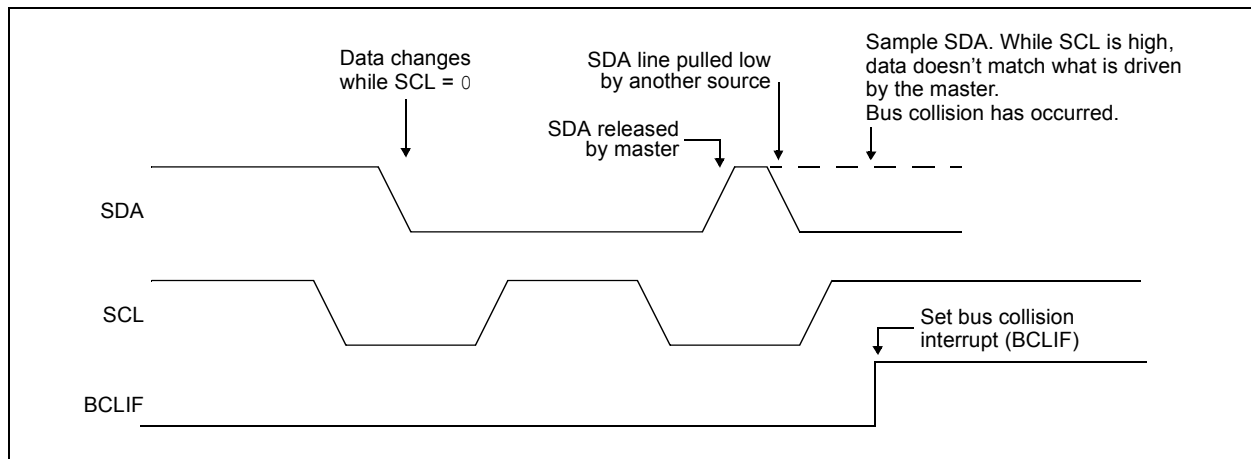 Data changes
while SCL = 0
SDA line pulled low
by another source
Sample SDA. While SCL is high,
data doesn’t match what is driven
by the master.
Bus collision has occurred.
SDA released
by master
SDA
SCL
Set bus collision
interrupt (BCLIF)
BCLIF